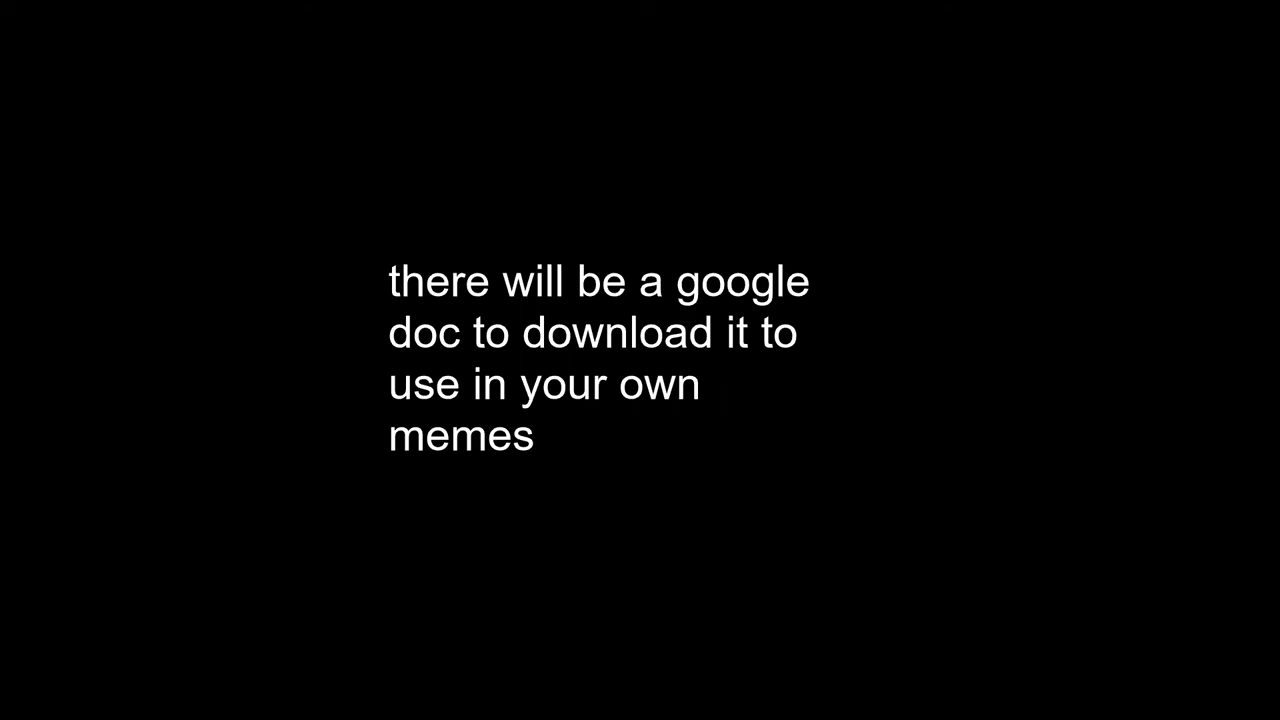 there will be a google
doc to download it to
use in your own
memes